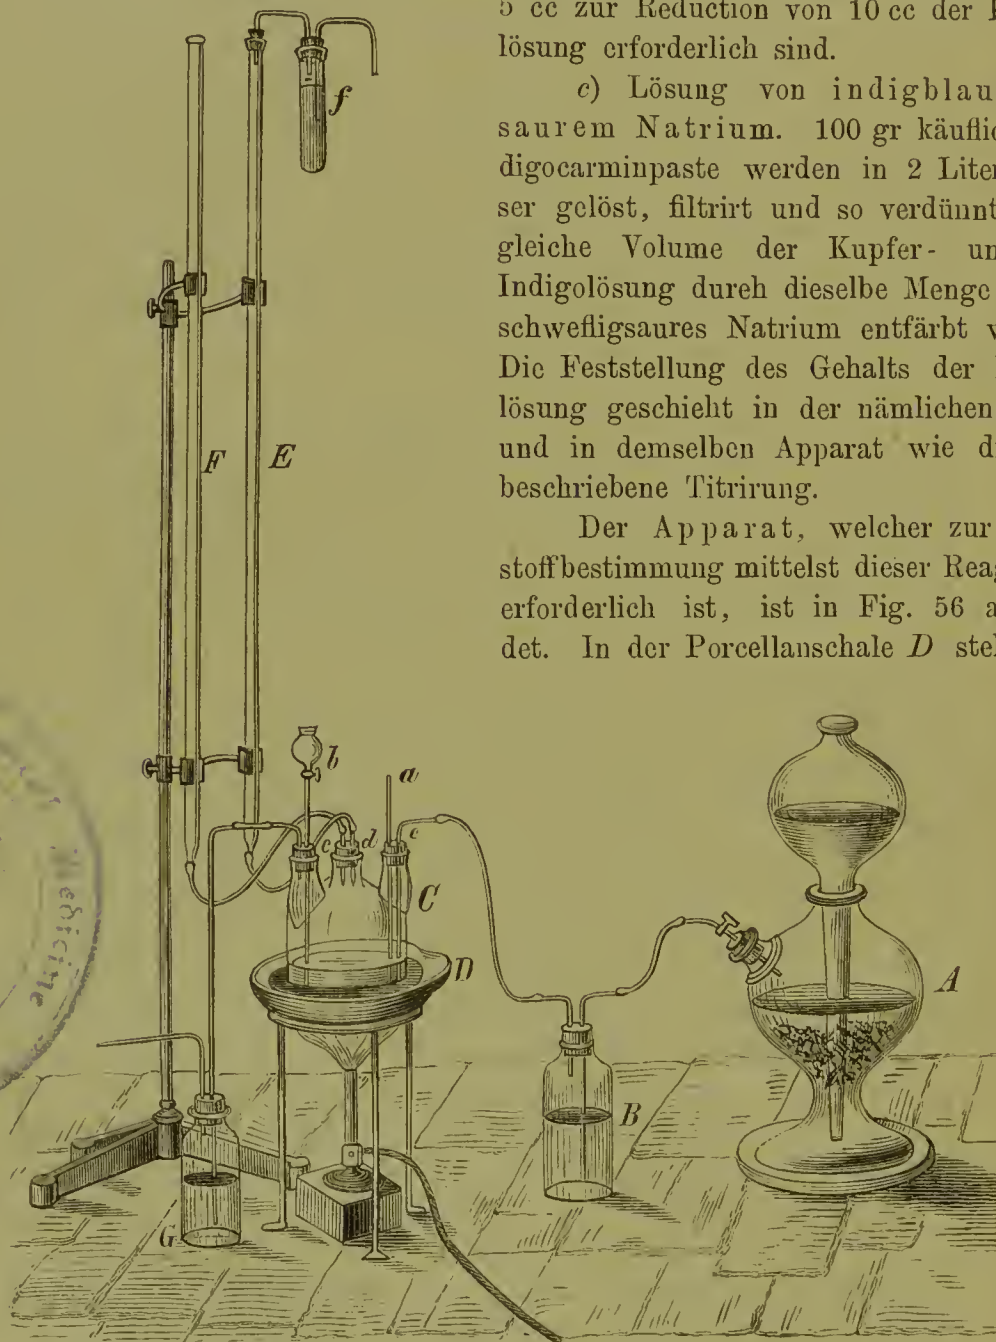 5 cc zur Reduction von 10 cc der
lösung erforderlich sind.
c) Lösung von indigblau
saurem Natrium. 100 gr käuflic
digocarminpaste werden in 2 Liter
ser gelöst, filtrirt und so verdünnt
gleiche Volume der Kupfer- un
Indigolösung durch dieselbe Menge
schwefligsaures Natrium entfärbt
Die Feststellung des Gehalts der
lösung geschieht in der nämlichen
und in demselben Apparat wie d
beschriebene Titrirung.
Der Apparat, welcher zur
stoffbestimmung mittelst dieser Rea
erforderlich ist, ist in Fig. 56 a
det. In der Porcellanschale D ste
f
F E
b a
c d e
C
D
A
B
G
Medicine